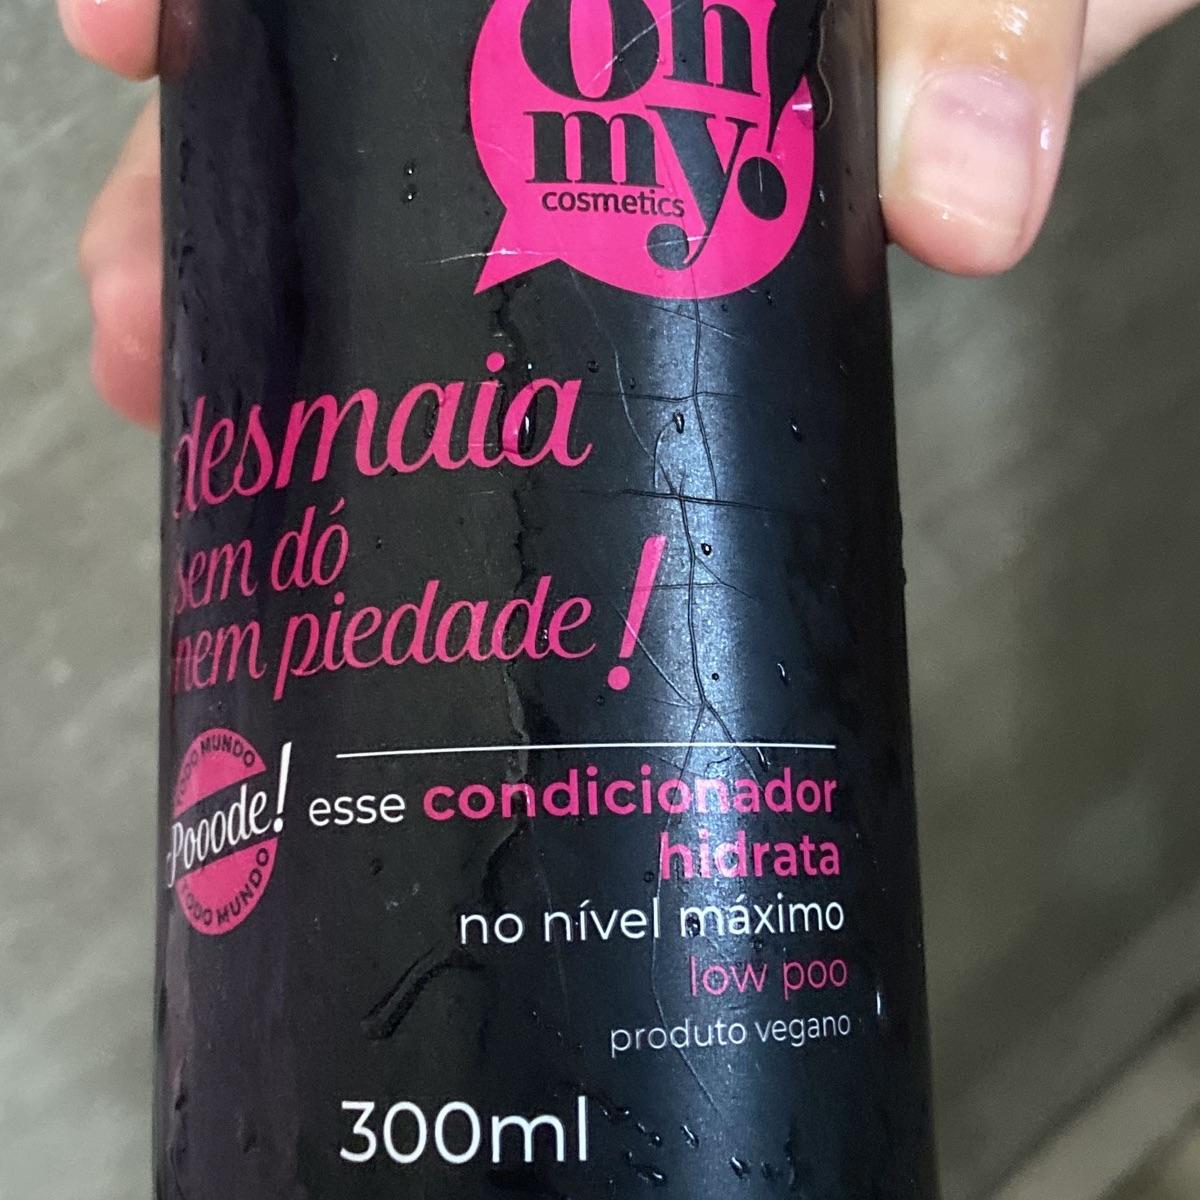 Oh
my!
cosmetics
desmaia
sem dó
nem piedade!
TODO MUNDO
Pooode!
TODO MUNDO
esse condicionador
hidrata
no nível máximo
low poo
produto vegano
300ml